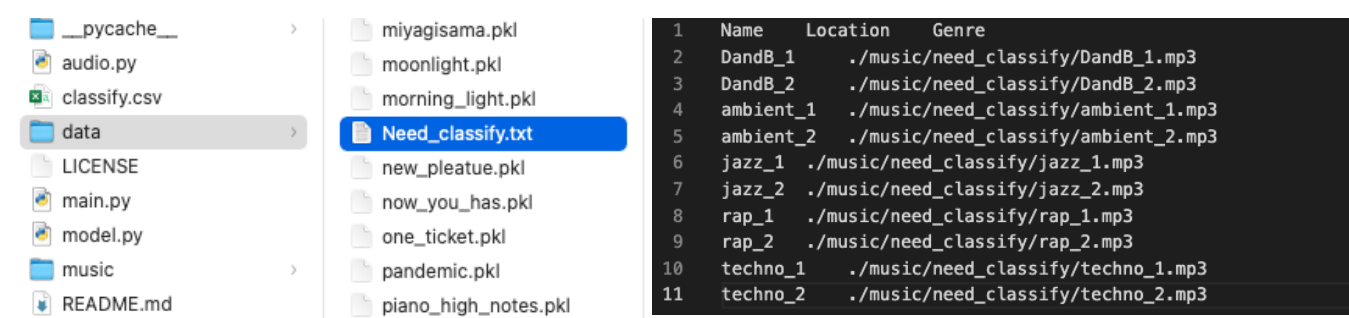 __pycache__
audio.py
classify.csv
data
LICENSE
main.py
model.py
music
README.md
miyagisama.pkl
moonlight.pkl
morning_light.pkl
Need_classify.txt
new_pleatue.pkl
now_you_has.pkl
one_ticket.pkl
pandemic.pkl
piano_high_notes.pkl
1 Name Location Genre
2 DandB_1 ./music/need_classify/DandB_1.mp3
3 DandB_2 ./music/need_classify/DandB_2.mp3
4 ambient_1 ./music/need_classify/ambient_1.mp3
5 ambient_2 ./music/need_classify/ambient_2.mp3
6 jazz_1 ./music/need_classify/jazz_1.mp3
7 jazz_2 ./music/need_classify/jazz_2.mp3
8 rap_1 ./music/need_classify/rap_1.mp3
9 rap_2 ./music/need_classify/rap_2.mp3
10 techno_1 ./music/need_classify/techno_1.mp3
11 techno_2 ./music/need_classify/techno_2.mp3